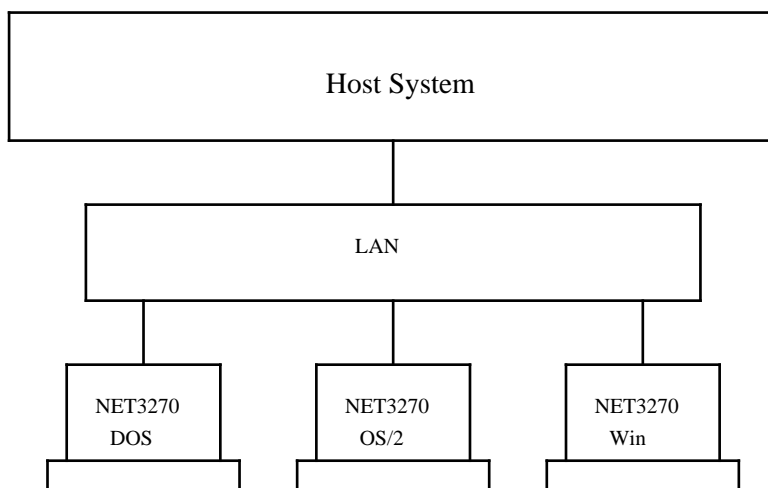 Host System
LAN
NET3270
DOS
NET3270
OS/2
NET3270
Win